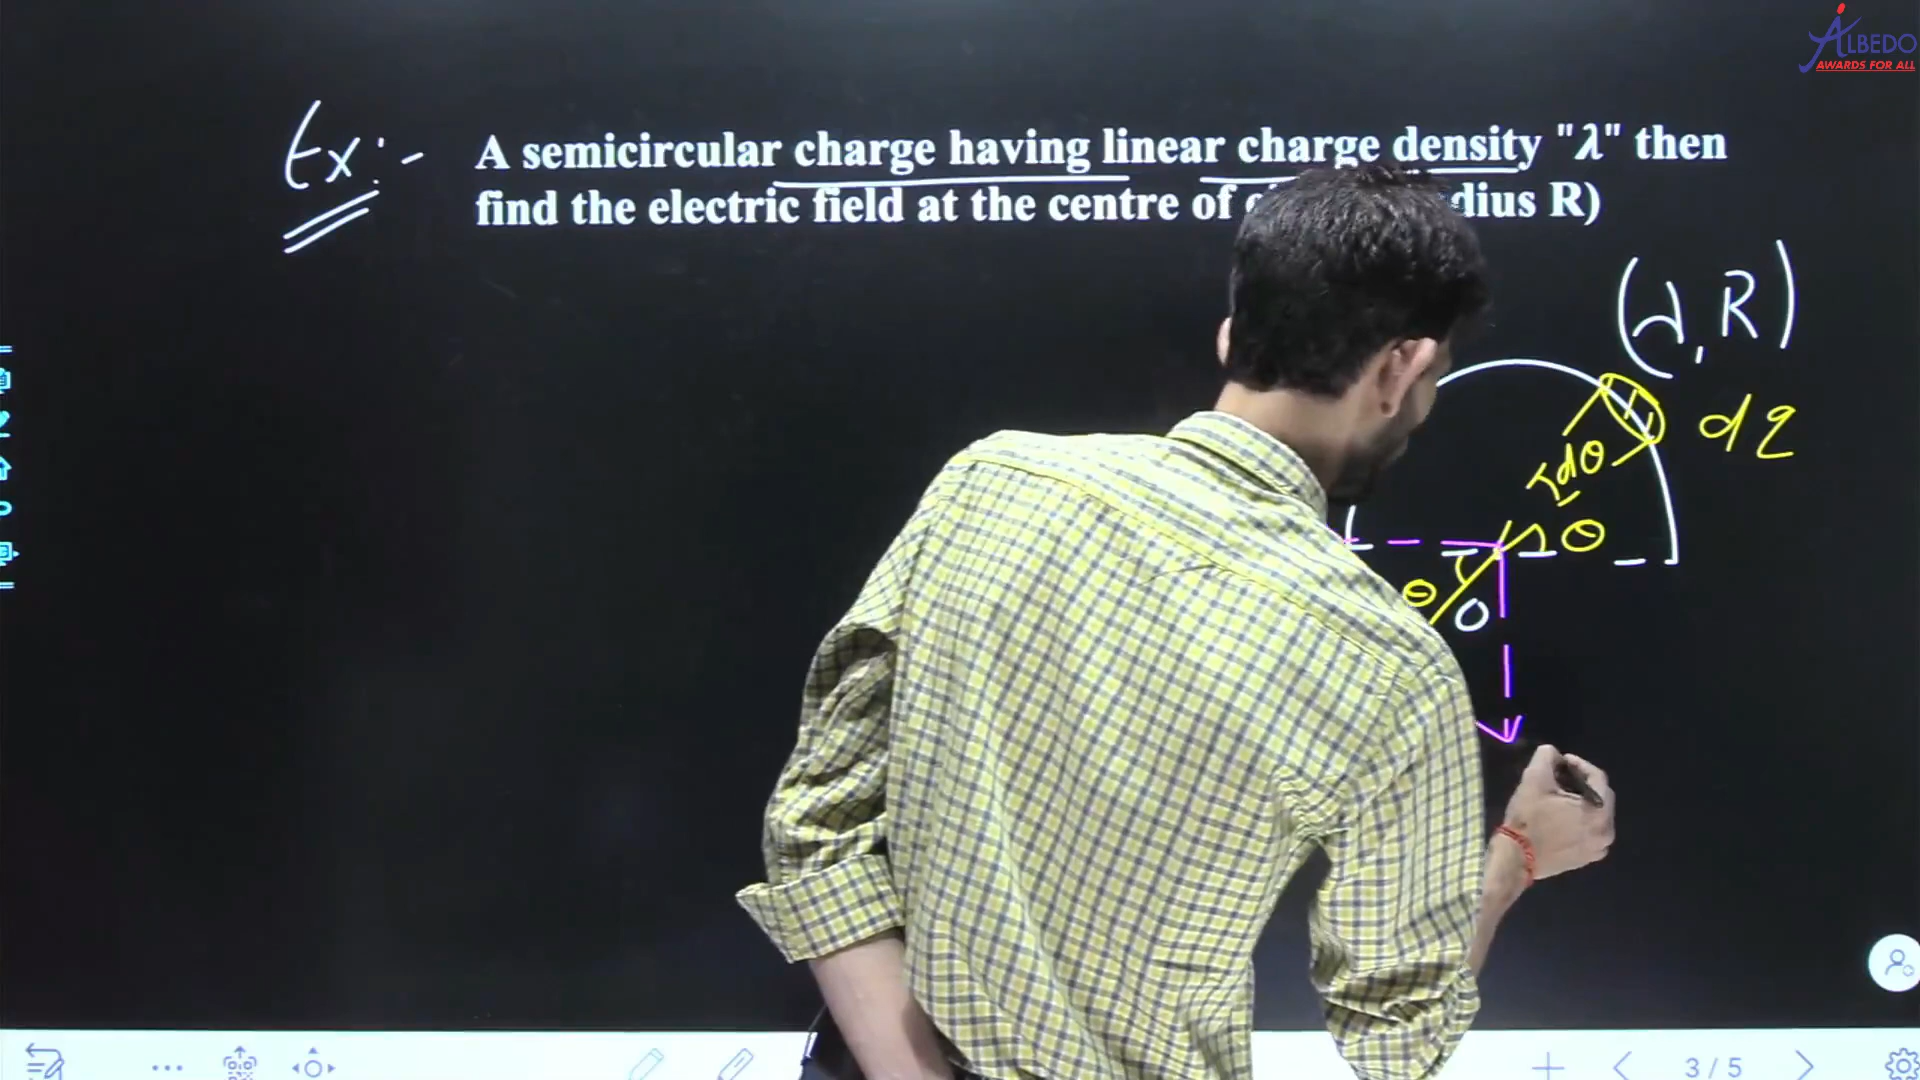 ALBEDO
AWARDS FOR ALL
Ex:-
A semicircular charge having linear charge density "λ" then
find the electric field at the centre of dius R)
(λ, R)
dq
dθ
θ
θ
O
3 / 5